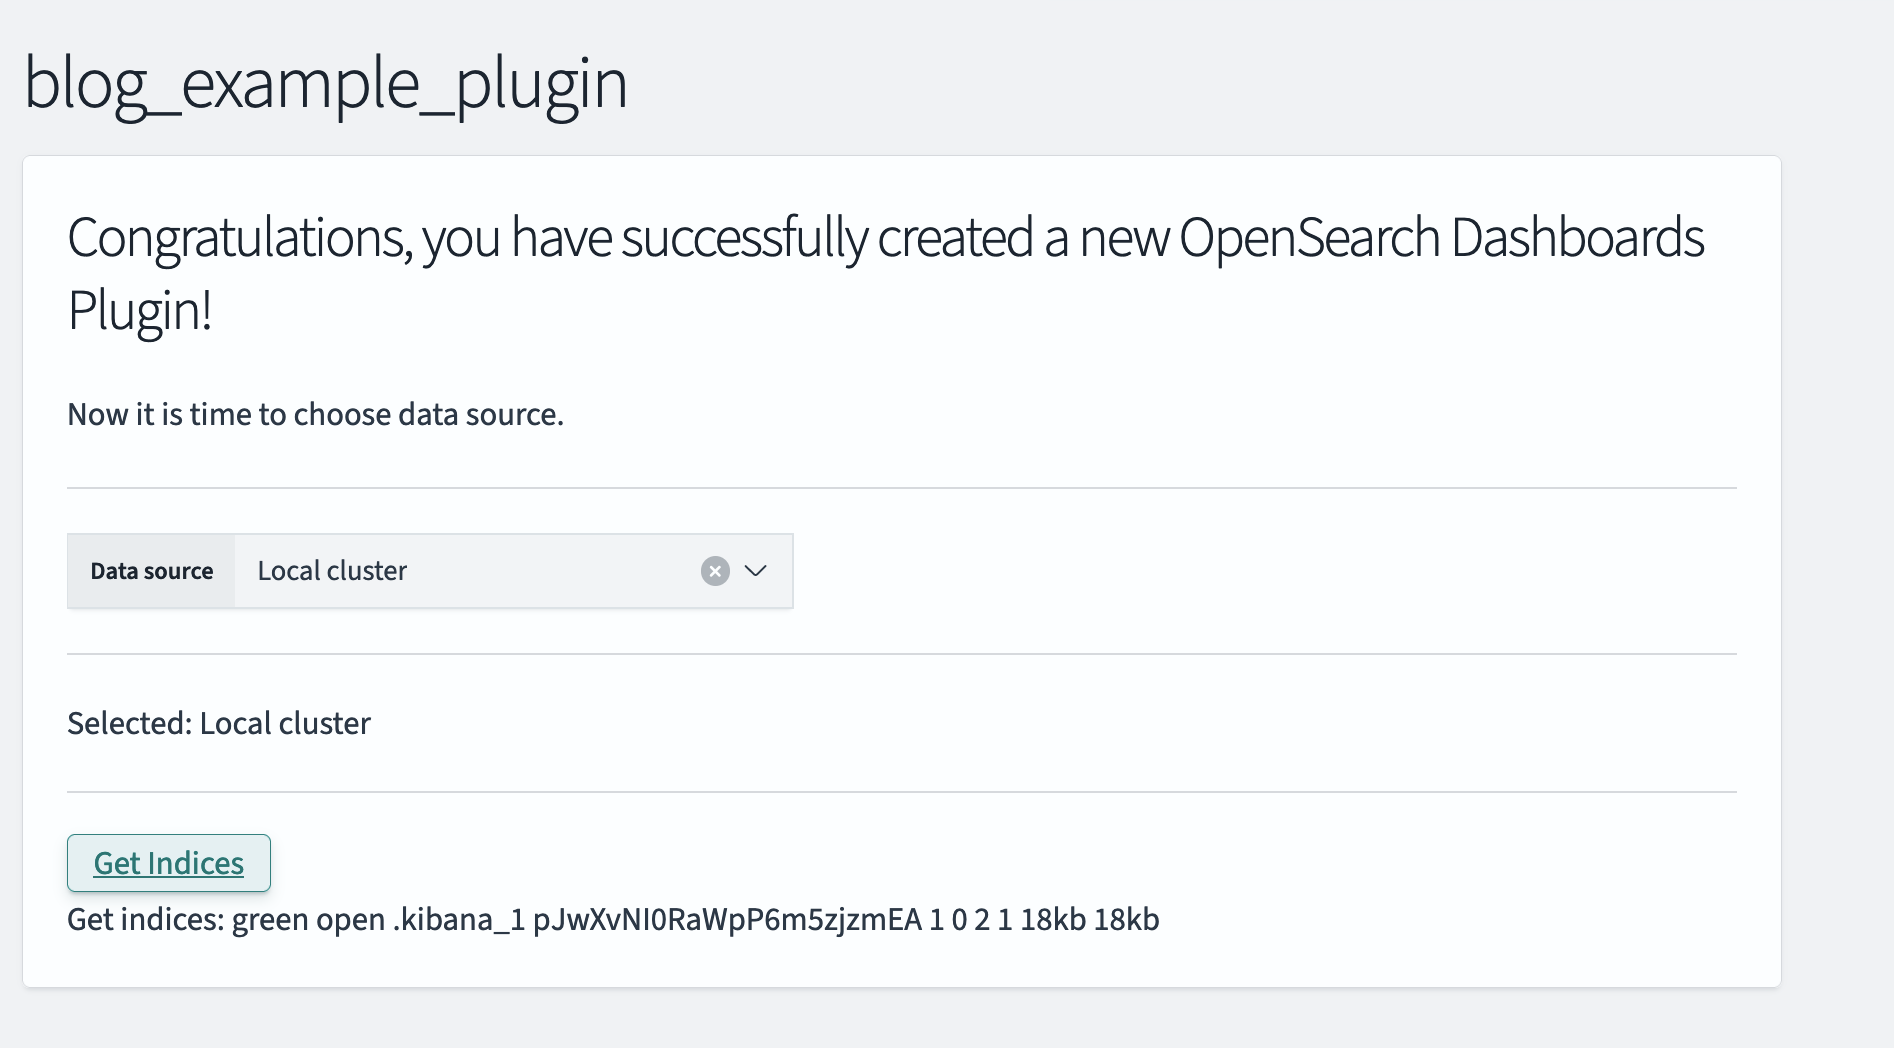 blog_example_plugin
Congratulations, you have successfully created a new OpenSearch Dashboards
Plugin!
Now it is time to choose data source.
Data source Local cluster
Selected: Local cluster
Get Indices
Get indices: green open .kibana_1 pJwXvNI0RaWpP6m5zjzmEA 1 0 2 1 18kb 18kb